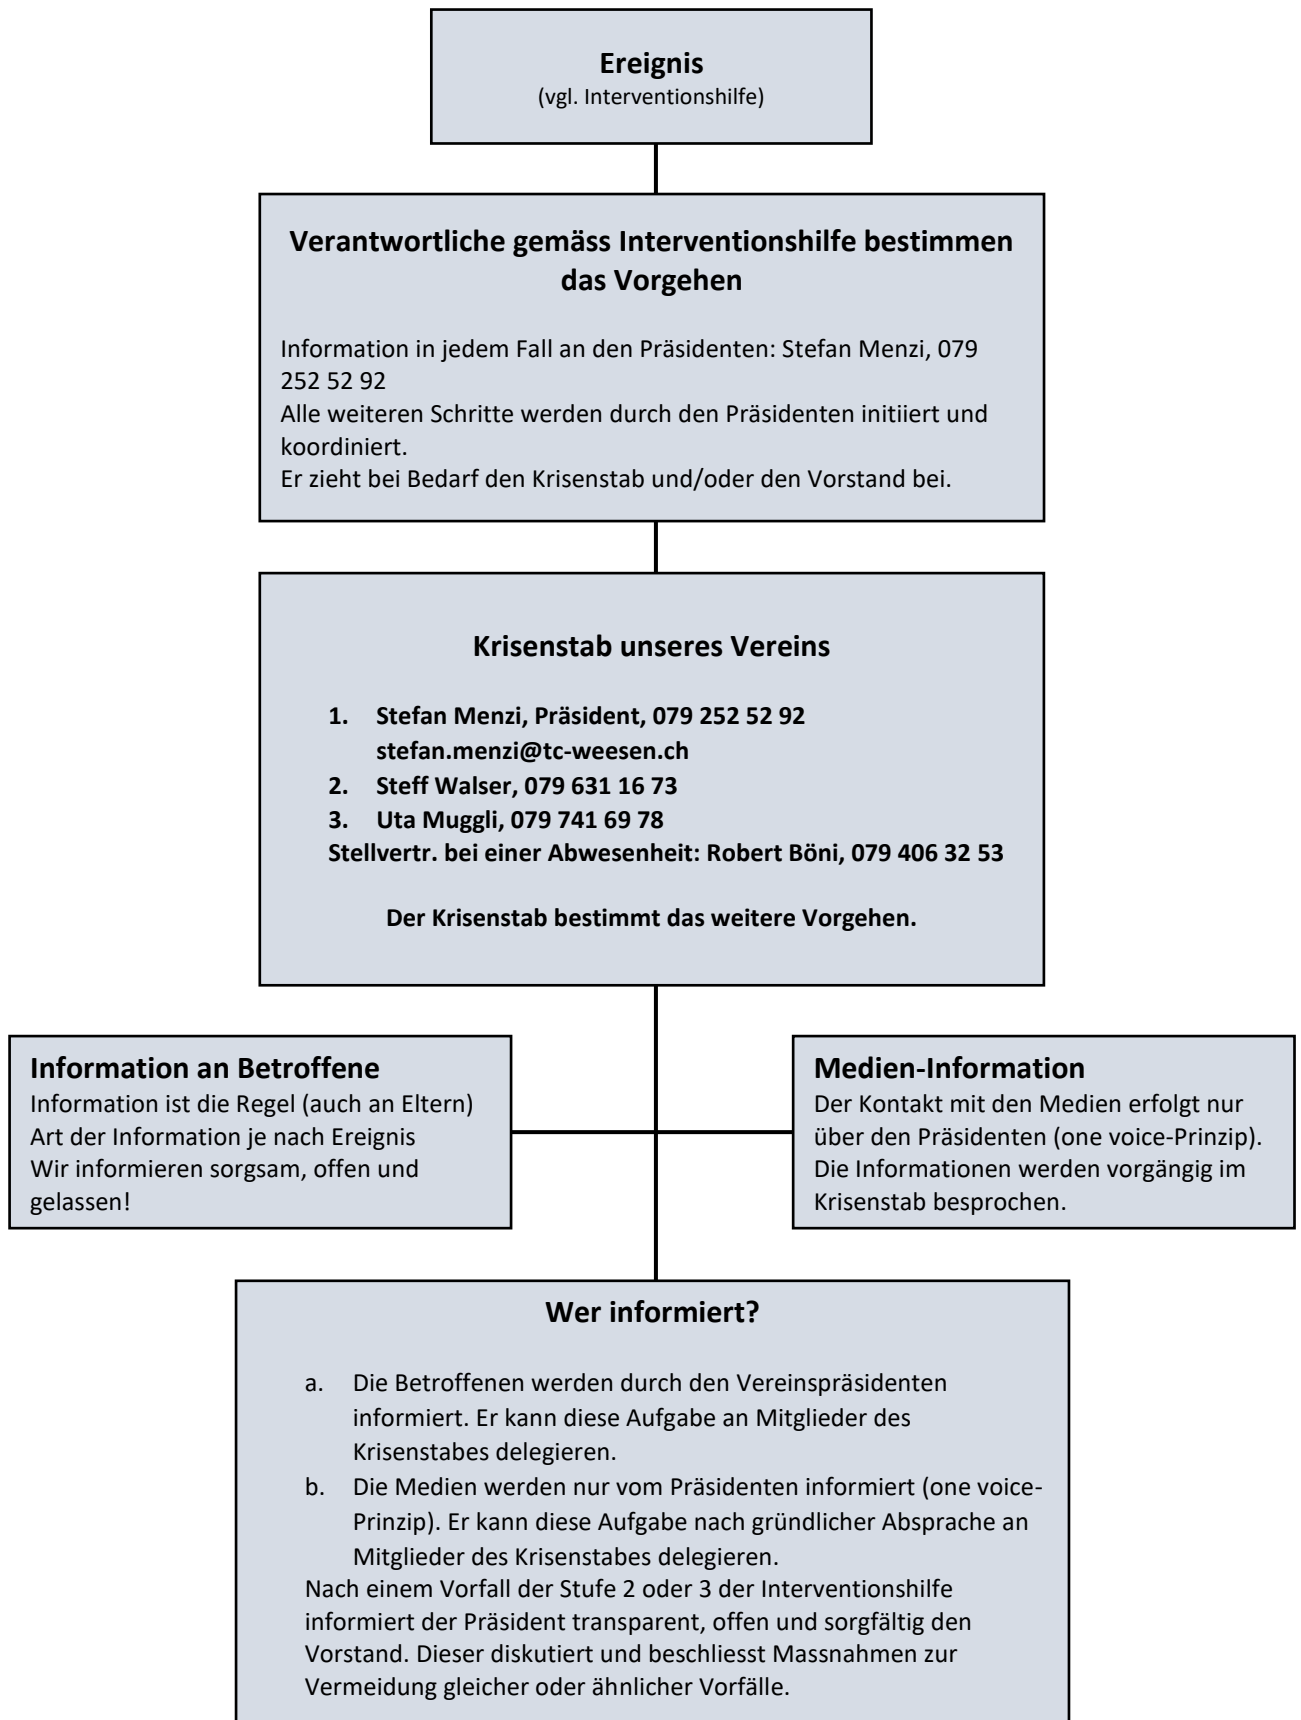 Ereignis
(vgl. Interventionshilfe)
Verantwortliche gemäss Interventionshilfe bestimmen
das Vorgehen
Information in jedem Fall an den Präsidenten: Stefan Menzi, 079
252 52 92
Alle weiteren Schritte werden durch den Präsidenten initiiert und
koordiniert.
Er zieht bei Bedarf den Krisenstab und/oder den Vorstand bei.
Krisenstab unseres Vereins
1. Stefan Menzi, Präsident, 079 252 52 92
stefan.menzi@tc-weesen.ch
2. Steff Walser, 079 631 16 73
3. Uta Muggli, 079 741 69 78
Stellvertr. bei einer Abwesenheit: Robert Böni, 079 406 32 53
Der Krisenstab bestimmt das weitere Vorgehen.
Information an Betroffene
Information ist die Regel (auch an Eltern)
Art der Information je nach Ereignis
Wir informieren sorgsam, offen und
gelassen!
Medien-Information
Der Kontakt mit den Medien erfolgt nur
über den Präsidenten (one voice-Prinzip).
Die Informationen werden vorgängig im
Krisenstab besprochen.
Wer informiert?
a. Die Betroffenen werden durch den Vereinspräsidenten
informiert. Er kann diese Aufgabe an Mitglieder des
Krisenstabes delegieren.
b. Die Medien werden nur vom Präsidenten informiert (one voice-
Prinzip). Er kann diese Aufgabe nach gründlicher Absprache an
Mitglieder des Krisenstabes delegieren.
Nach einem Vorfall der Stufe 2 oder 3 der Interventionshilfe
informiert der Präsident transparent, offen und sorgfältig den
Vorstand. Dieser diskutiert und beschliesst Massnahmen zur
Vermeidung gleicher oder ähnlicher Vorfälle.